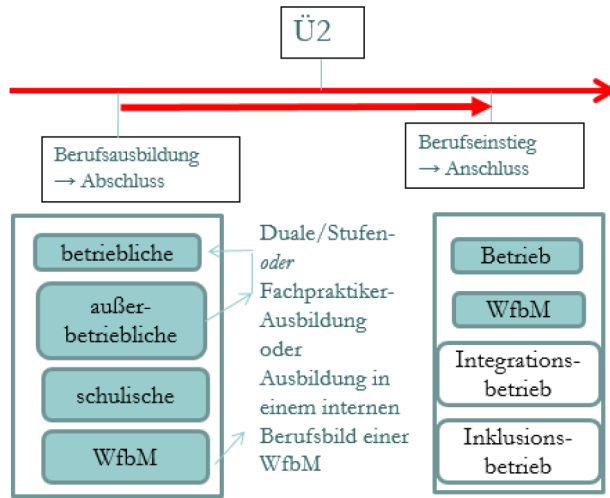 Ü2
Berufsausbildung
→ Abschluss
Berufseinstieg
→ Anschluss
betriebliche
außer-
betriebliche
schulische
WfbM
Duale/Stufen-
oder
Fachpraktiker-
Ausbildung
oder
Ausbildung in
einem internen
Berufsbild einer
WfbM
Betrieb
WfbM
Integrations-
betrieb
Inklusions-
betrieb